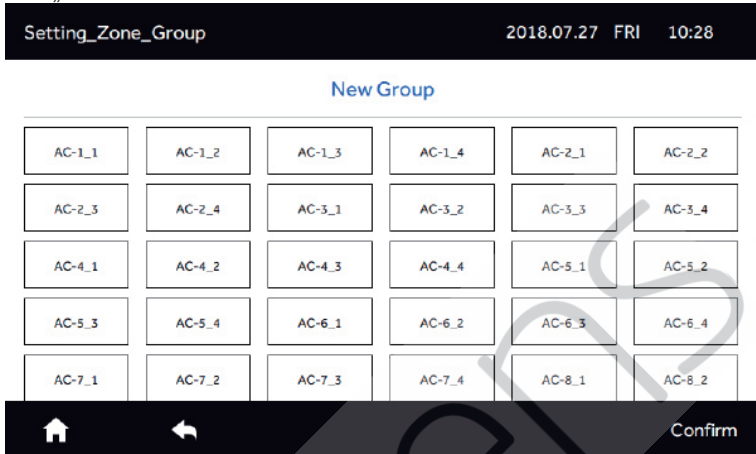 Setting_Zone_Group 2018.07.27 FRI 10:28
New Group
AC-1_1 AC-1_2 AC-1_3 AC-1_4 AC-2_1 AC-2_2
AC-2_3 AC-2_4 AC-3_1 AC-3_2 AC-3_3 AC-3_4
AC-4_1 AC-4_2 AC-4_3 AC-4_4 AC-5_1 AC-5_2
AC-5_3 AC-5_4 AC-6_1 AC-6_2 AC-6_3 AC-6_4
AC-7_1 AC-7_2 AC-7_3 AC-7_4 AC-8_1 AC-8_2
Confirm